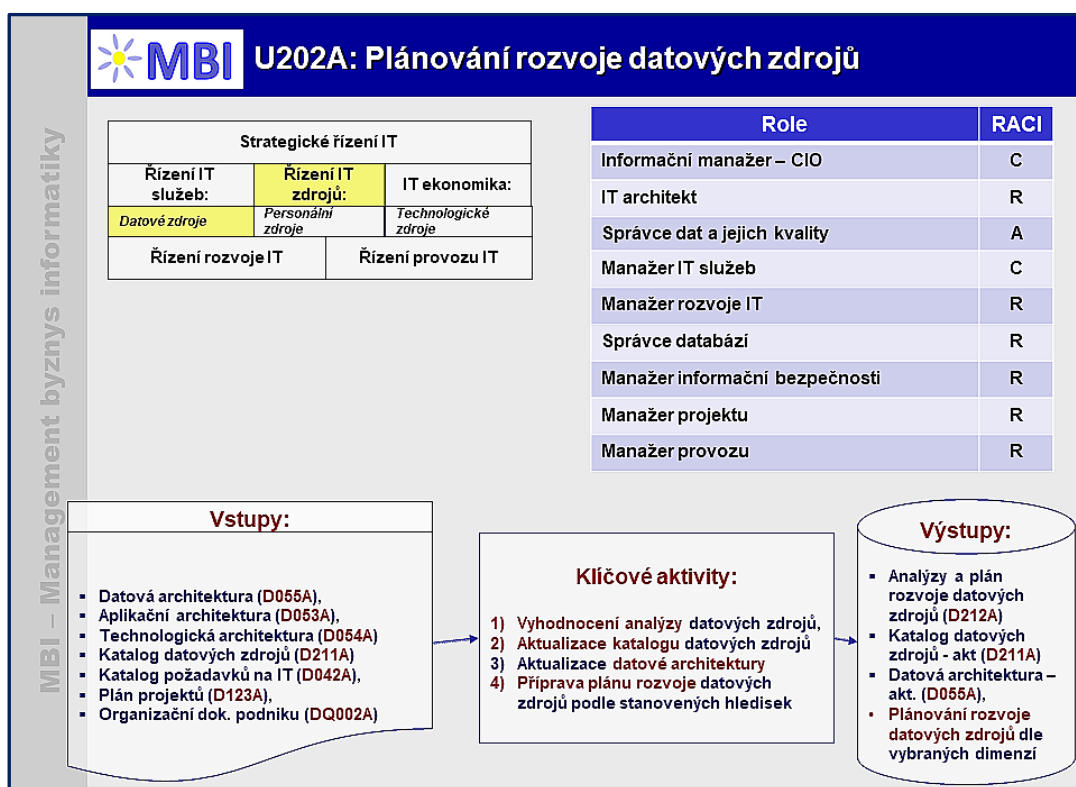 MBI
U202A: Plánování rozvoje datových zdrojů
MBI – Management byznys informatiky
Strategické řízení IT
Řízení IT
služeb:
Řízení IT
zdrojů:
IT ekonomika:
Datové zdroje
Personální
zdroje
Technologické
zdroje
Řízení rozvoje IT
Řízení provozu IT
Role RACI
Informační manažer – CIO C
IT architekt R
Správce dat a jejich kvality A
Manažer IT služeb C
Manažer rozvoje IT R
Správce databází R
Manažer informační bezpečnosti R
Manažer projektu R
Manažer provozu R
Vstupy:
▪ Datová architektura (D055A),
▪ Aplikační architektura (D053A),
▪ Technologická architektura (D054A)
▪ Katalog datových zdrojů (D211A)
▪ Katalog požadavků na IT (D042A),
▪ Plán projektů (D123A),
▪ Organizační dok. podniku (DQ002A)
Klíčové aktivity:
1) Vyhodnocení analýzy datových zdrojů,
2) Aktualizace katalogu datových zdrojů
3) Aktualizace datové architektury
4) Příprava plánu rozvoje datových
zdrojů podle stanovených hledisek
Výstupy:
▪ Analýzy a plán
rozvoje datových
zdrojů (D212A)
▪ Katalog datových
zdrojů - akt (D211A)
▪ Datová architektura –
akt. (D055A),
• Plánování rozvoje
datových zdrojů dle
vybraných dimenzí